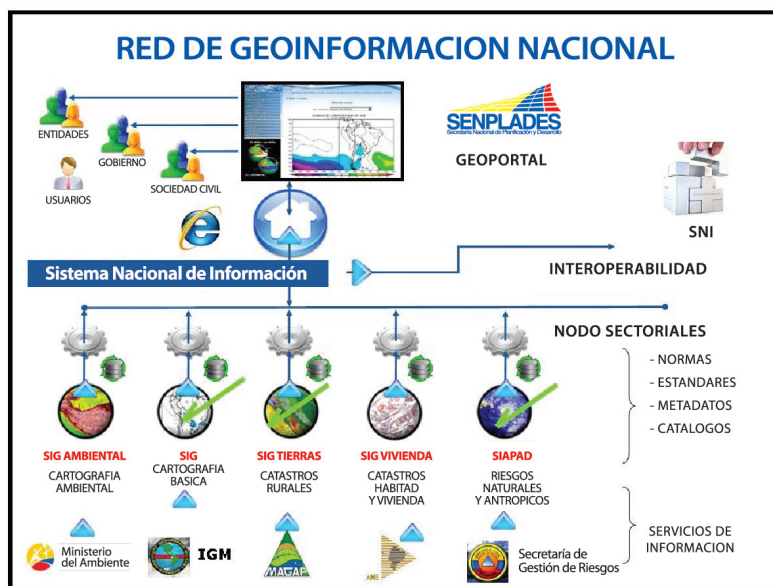 RED DE GEOINFORMACION NACIONAL
ENTIDADES
GOBIERNO
USUARIOS
SOCIEDAD CIVIL
SENPLADES
Secretaría Nacional de Planificación y Desarrollo
GEOPORTAL
SNI
Sistema Nacional de Información
INTEROPERABILIDAD
NODO SECTORIALES
- NORMAS
- ESTANDARES
- METADATOS
- CATALOGOS
SIG AMBIENTAL
CARTOGRAFIA
AMBIENTAL
SIG
CARTOGRAFIA
BASICA
SIG TIERRAS
CATASTROS
RURALES
SIG VIVIENDA
CATASTROS
HABITAD
Y VIVIENDA
SIAPAD
RIESGOS
NATURALES
Y ANTROPICOS
Ministerio
del Ambiente
IGM
MAGAP
AME
Secretaría de
Gestión de Riesgos
SERVICIOS DE
INFORMACION